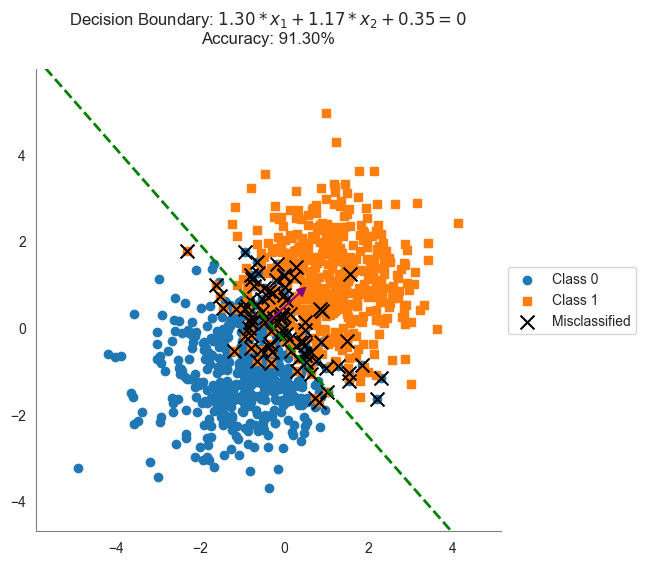 Decision Boundary: 1.30 * x₁ + 1.17 * x₂ + 0.35 = 0
Accuracy: 91.30%
4
2
0
−2
−4
−4
−2
0
2
4
Class 0
Class 1
Misclassified